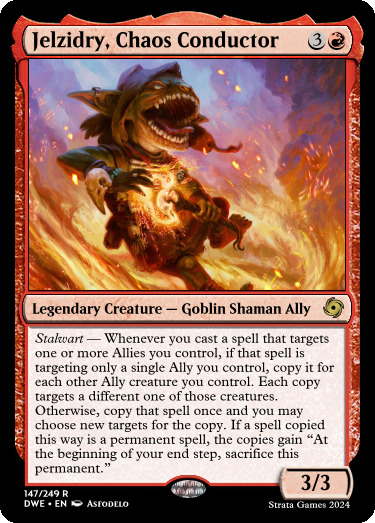 Jelzidry, Chaos Conductor 3
Legendary Creature — Goblin Shaman Ally
Stalwart — Whenever you cast a spell that targets
one or more Allies you control, if that spell is
targeting only a single Ally you control, copy it for
each other Ally creature you control. Each copy
targets a different one of those creatures.
Otherwise, copy that spell once and you may
choose new targets for the copy. If a spell copied
this way is a permanent spell, the copies gain “At
the beginning of your end step, sacrifice this
permanent.”
3/3
147/249 R
DWE • EN Asfodelo
Strata Games 2024